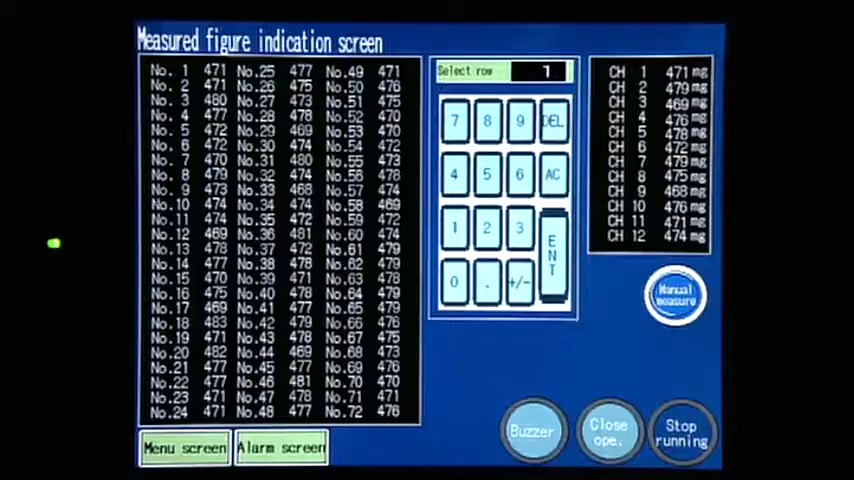 Measured figure indication screen
No. 1 471 No.25 477 No.49 471
No. 2 471 No.26 475 No.50 476
No. 3 480 No.27 473 No.51 475
No. 4 477 No.28 478 No.52 470
No. 5 472 No.29 469 No.53 470
No. 6 472 No.30 474 No.54 472
No. 7 470 No.31 480 No.55 473
No. 8 479 No.32 474 No.56 478
No. 9 473 No.33 468 No.57 474
No.10 474 No.34 474 No.58 469
No.11 474 No.35 472 No.59 472
No.12 469 No.36 481 No.60 474
No.13 478 No.37 472 No.61 479
No.14 477 No.38 478 No.62 479
No.15 470 No.39 471 No.63 478
No.16 475 No.40 478 No.64 479
No.17 469 No.41 477 No.65 479
No.18 483 No.42 479 No.66 476
No.19 471 No.43 478 No.67 475
No.20 482 No.44 469 No.68 473
No.21 477 No.45 477 No.69 476
No.22 477 No.46 481 No.70 470
No.23 471 No.47 478 No.71 471
No.24 471 No.48 477 No.72 476
Select row 1
7 8 9 DEL
4 5 6 AC
1 2 3 ENT
0 . +/-
CH 1 471 mg
CH 2 479 mg
CH 3 469 mg
CH 4 476 mg
CH 5 478 mg
CH 6 472 mg
CH 7 479 mg
CH 8 475 mg
CH 9 468 mg
CH 10 476 mg
CH 11 471 mg
CH 12 474 mg
Manual
measure
Buzzer
Close
ope.
Stop
running
Menu screen
Alarm screen